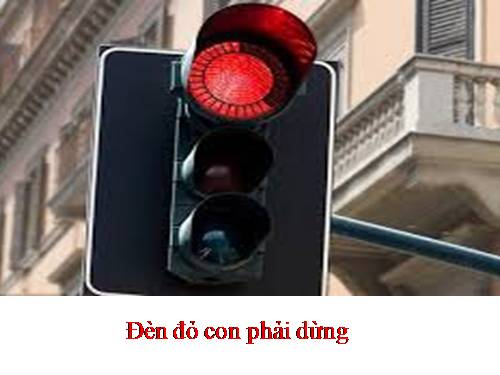 Đèn đỏ con phải dừng